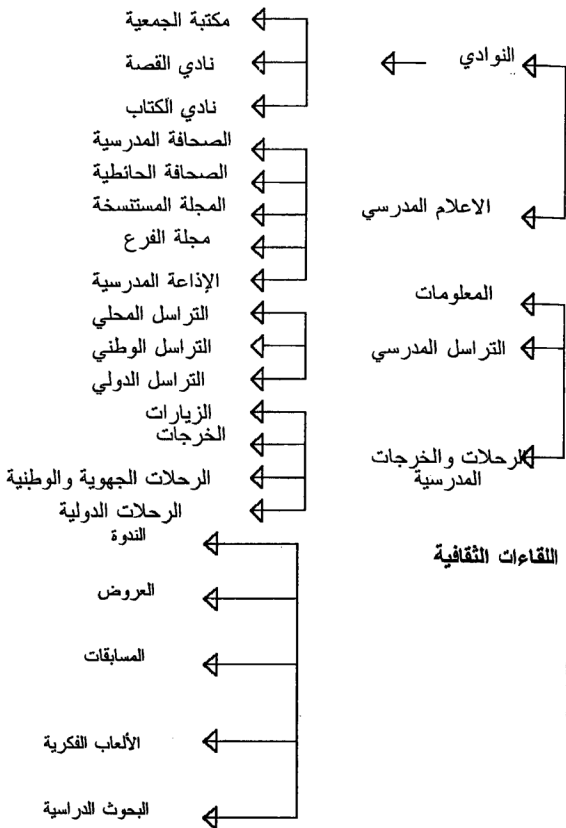 النوادي
مكتبة الجمعية
نادي القصة
نادي الكتاب
الاعلام المدرسي
الصحافة المدرسية
الصحافة الحائطية
المجلة المستنسخة
مجلة الفرع
الإذاعة المدرسية
المعلومات
التراسل المدرسي
التراسل المحلي
التراسل الوطني
التراسل الدولي
الرحلات والخرجات
المدرسية
الزيارات
الخرجات
الرحلات الجهوية والوطنية
الرحلات الدولية
اللقاءات الثقافية
الندوة
العروض
المسابقات
الألعاب الفكرية
البحوث الدراسية